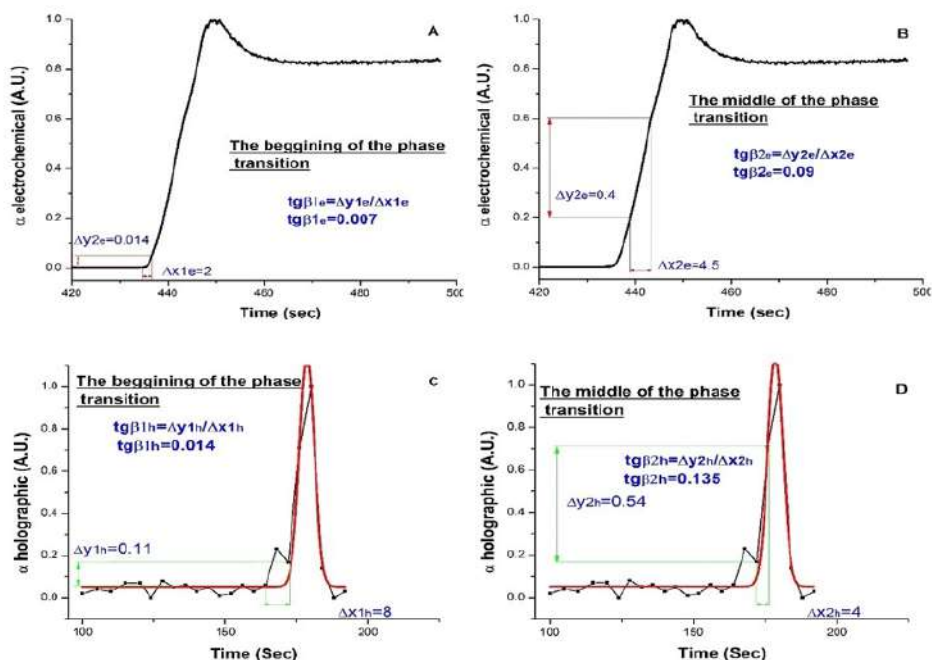 A
α electrochemical (A.U.)
1.0
0.8
0.6
0.4
0.2
0.0
The beggining of the phase
transition
tgβ1e=Δy1e/Δx1e
tgβ1e=0.007
Δy2e=0.014
Δx1e=2
420 440 460 480 500
Time (sec)
B
α electrochemical (A.U.)
1.0
0.8
0.6
0.4
0.2
0.0
The middle of the phase
transition
tgβ2e=Δy2e/Δx2e
tgβ2e=0.09
Δy2e=0.4
Δx2e=4.5
420 440 460 480 500
Time (sec)
C
α holographic (A.U.)
1.0
0.8
0.6
0.4
0.2
0.0
The beggining of the phase
transition
tgβ1h=Δy1h/Δx1h
tgβ1h=0.014
Δy1h=0.11
Δx1h=8
100 150 200
Time (Sec)
D
α holographic (A.U.)
1.0
0.8
0.6
0.4
0.2
0.0
The middle of the phase
transition
tgβ2h=Δy2h/Δx2h
tgβ2h=0.135
Δy2h=0.54
Δx2h=4
100 150 200
Time (Sec)